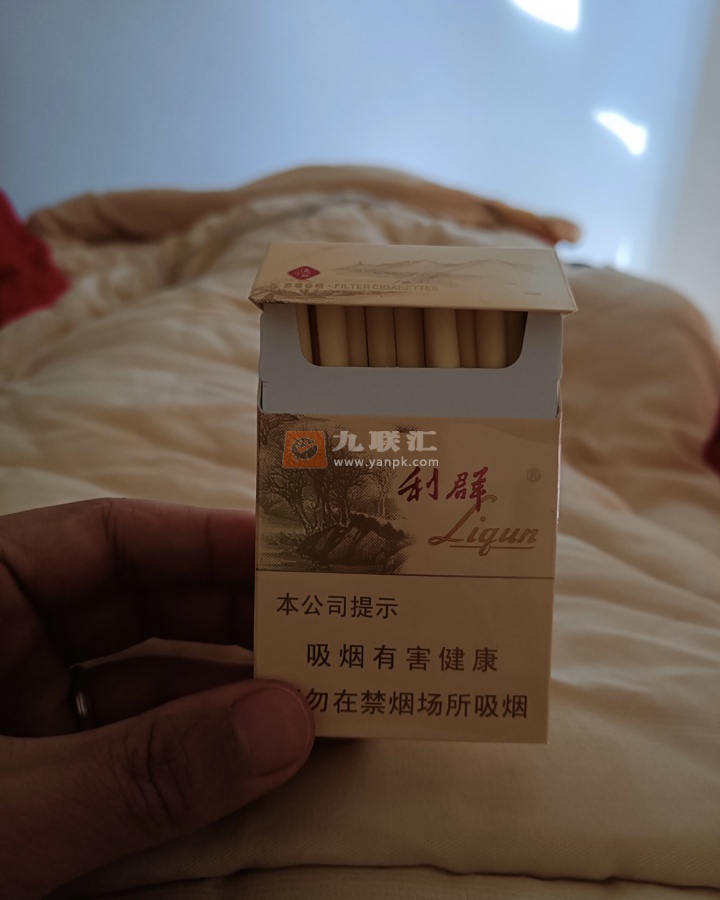 FILTER CIGARETTES
九联汇
www.yanpk.com
利群®
Liqun
本公司提示
吸烟有害健康
勿在禁烟场所吸烟